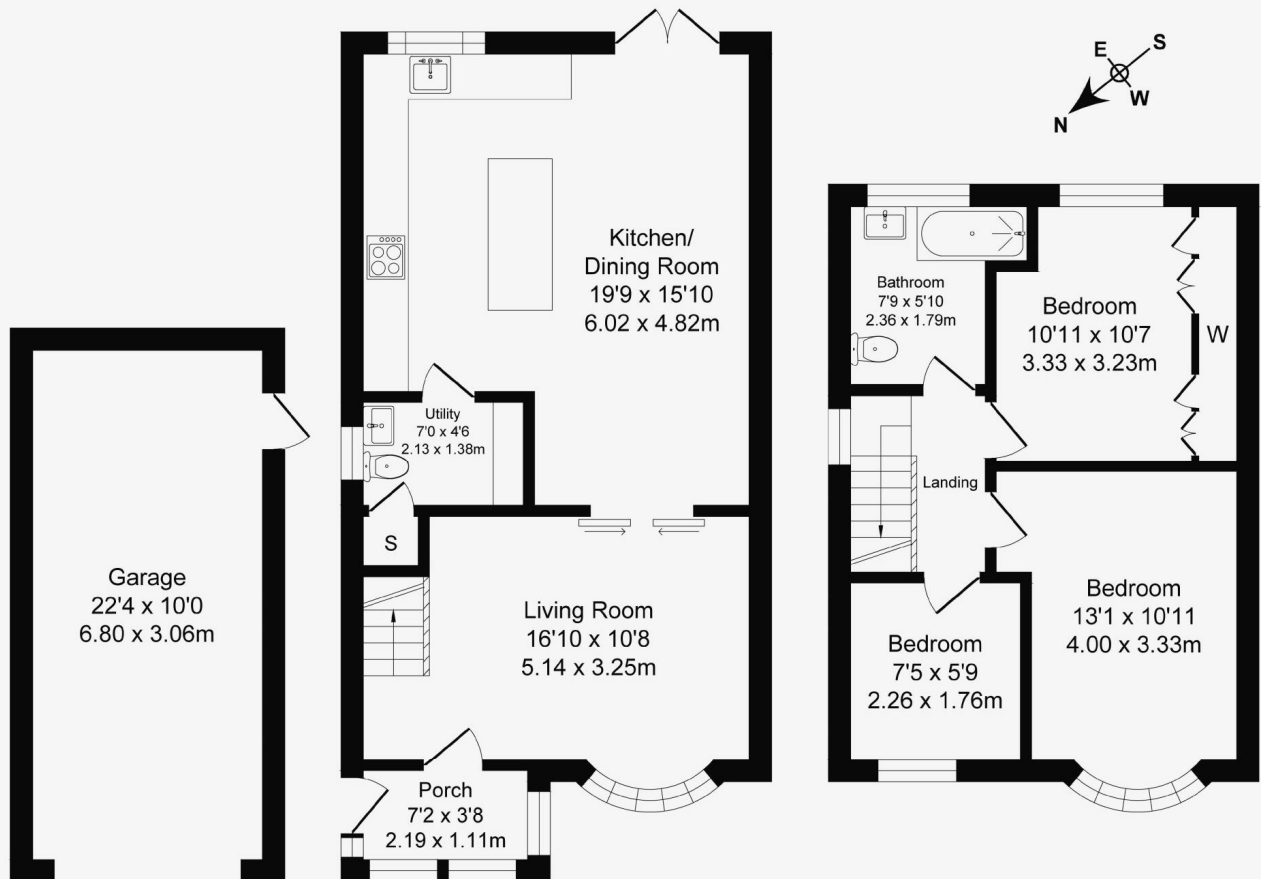 Kitchen/
Dining Room
19'9 x 15'10
6.02 x 4.82m
Utility
7'0 x 4'6
2.13 x 1.38m
S
Garage
22'4 x 10'0
6.80 x 3.06m
Living Room
16'10 x 10'8
5.14 x 3.25m
Porch
7'2 x 3'8
2.19 x 1.11m
E
S
W
N
Bathroom
7'9 x 5'10
2.36 x 1.79m
Bedroom
10'11 x 10'7
3.33 x 3.23m
W
Landing
Bedroom
13'1 x 10'11
4.00 x 3.33m
Bedroom
7'5 x 5'9
2.26 x 1.76m